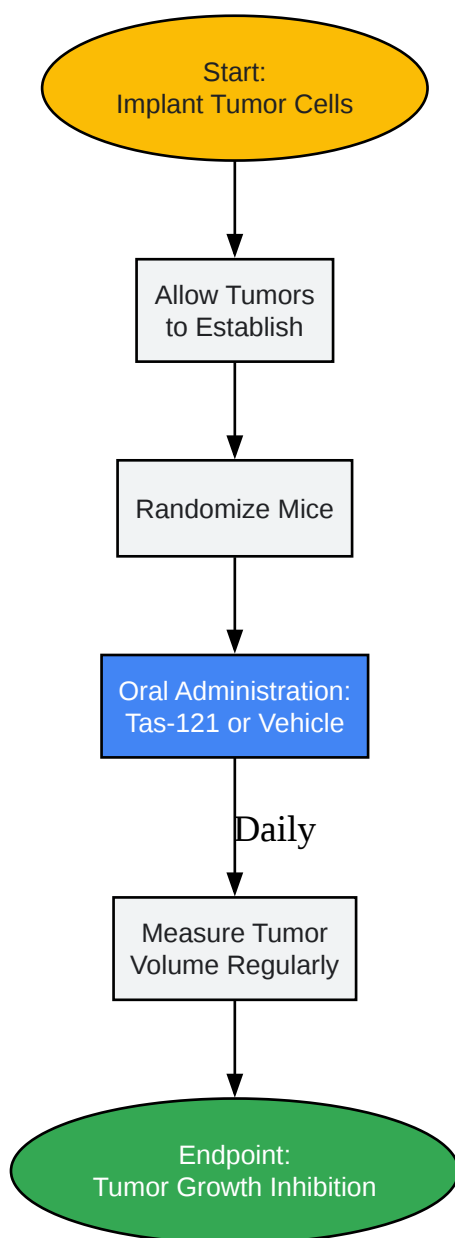 Start:
Implant Tumor Cells
Allow Tumors
to Establish
Randomize Mice
Oral Administration:
Tas-121 or Vehicle
Daily
Measure Tumor
Volume Regularly
Endpoint:
Tumor Growth Inhibition